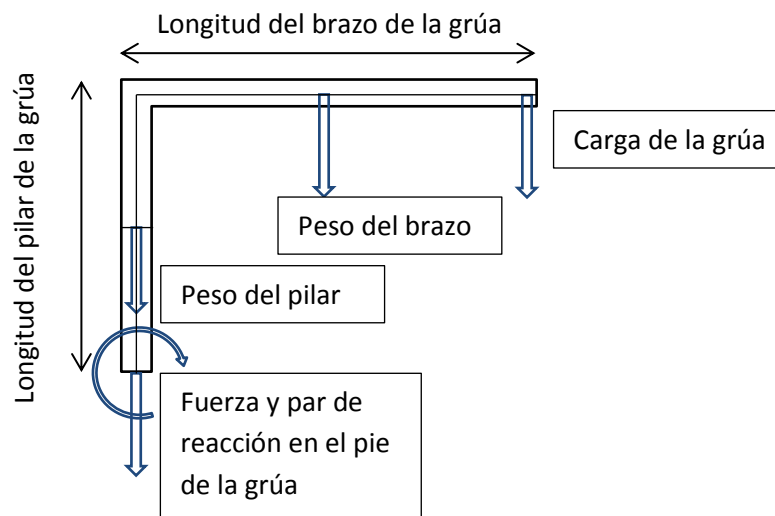 Longitud del brazo de la grúa
Longitud del pilar de la grúa
Carga de la grúa
Peso del brazo
Peso del pilar
Fuerza y par de
reacción en el pie
de la grúa